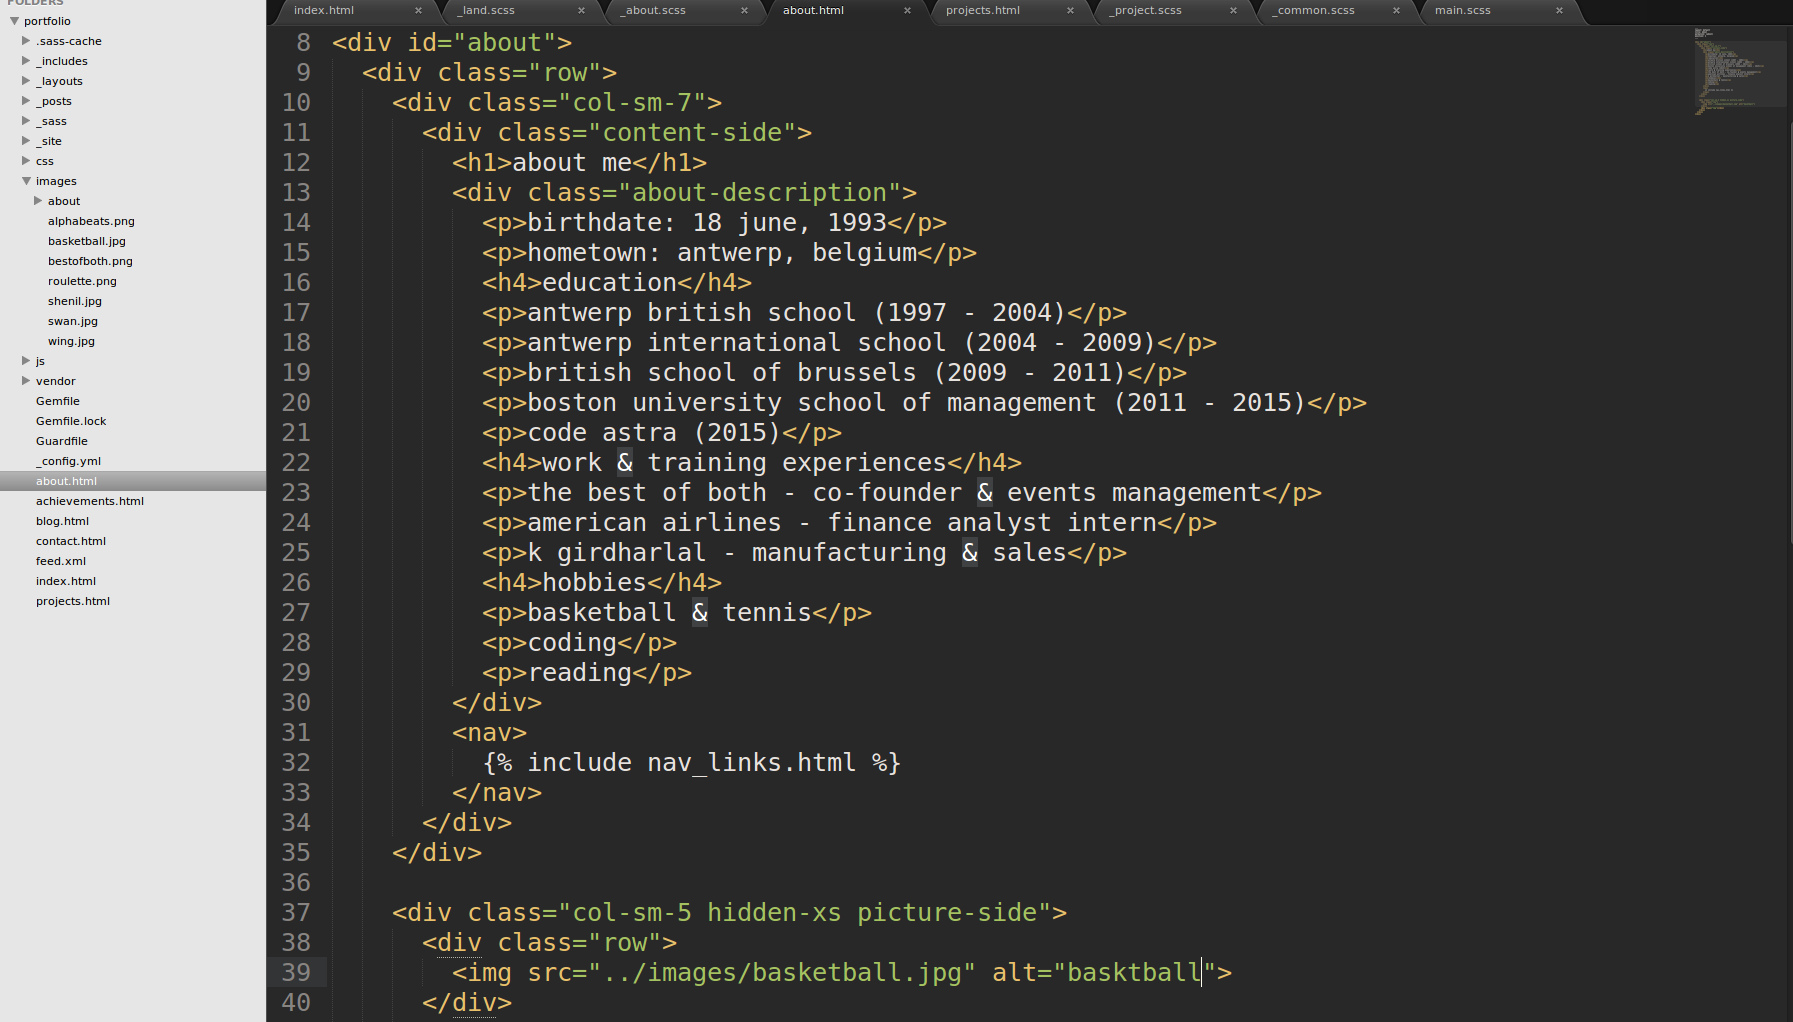 FOLDERS
portfolio
.sass-cache
_includes
_layouts
_posts
_sass
_site
css
images
about
alphabeats.png
basketball.jpg
bestofboth.png
roulette.png
shenil.jpg
swan.jpg
wing.jpg
js
vendor
Gemfile
Gemfile.lock
Guardfile
_config.yml
about.html
achievements.html
blog.html
contact.html
feed.xml
index.html
projects.html
index.html × _land.scss × _about.scss × about.html × projects.html × _project.scss × _common.scss × main.scss ×
8 <div id="about">
9 <div class="row">
10 <div class="col-sm-7">
11 <div class="content-side">
12 <h1>about me</h1>
13 <div class="about-description">
14 <p>birthdate: 18 june, 1993</p>
15 <p>hometown: antwerp, belgium</p>
16 <h4>education</h4>
17 <p>antwerp british school (1997 - 2004)</p>
18 <p>antwerp international school (2004 - 2009)</p>
19 <p>british school of brussels (2009 - 2011)</p>
20 <p>boston university school of management (2011 - 2015)</p>
21 <p>code astra (2015)</p>
22 <h4>work & training experiences</h4>
23 <p>the best of both - co-founder & events management</p>
24 <p>american airlines - finance analyst intern</p>
25 <p>k girdharlal - manufacturing & sales</p>
26 <h4>hobbies</h4>
27 <p>basketball & tennis</p>
28 <p>coding</p>
29 <p>reading</p>
30 </div>
31 <nav>
32 {% include nav_links.html %}
33 </nav>
34 </div>
35 </div>
36
37 <div class="col-sm-5 hidden-xs picture-side">
38 <div class="row">
39 <img src="../images/basketball.jpg" alt="basktball">
40 </div>